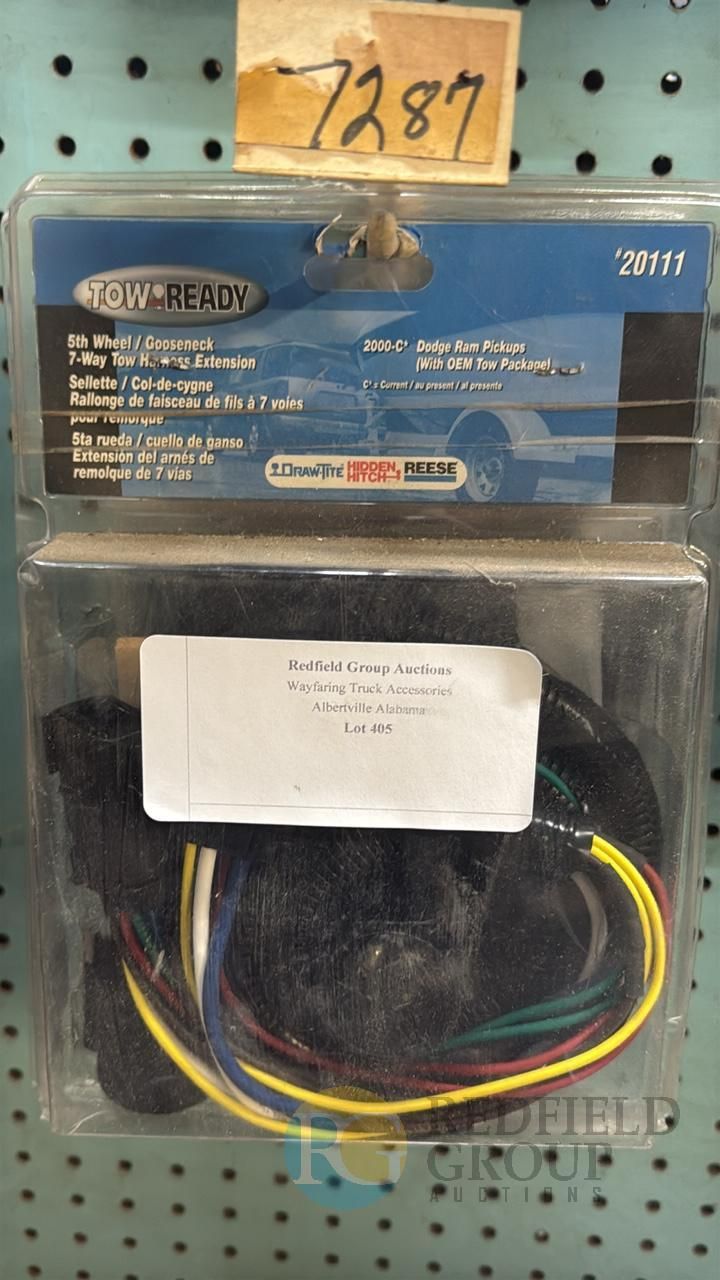 7287
#20111
TOW READY
5th Wheel / Gooseneck
7-Way Tow Harness Extension
Sellette / Col-de-cygne
Rallonge de faisceau de fils à 7 voies
pour remorque
5ta rueda / cuello de ganso
Extensión del arnés de
remolque de 7 vías
2000-C* Dodge Ram Pickups
(With OEM Tow Package)
C* = Current / au présent / al presente
DRAW-TITE HIDDEN HITCH REESE
Redfield Group Auctions
Wayfaring Truck Accessories
Albertville Alabama
Lot 405
RG REDFIELD
GROUP
AUCTIONS